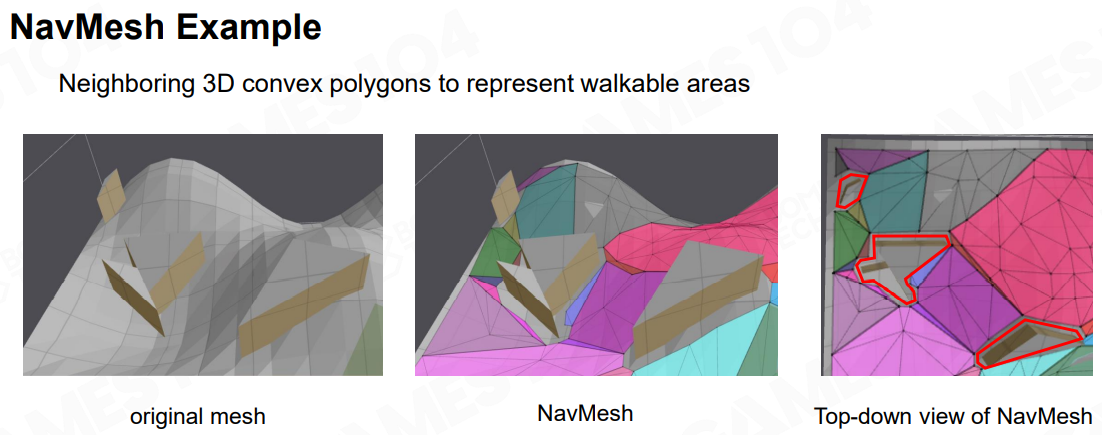 NavMesh Example
Neighboring 3D convex polygons to represent walkable areas
original mesh
NavMesh
Top-down view of NavMesh